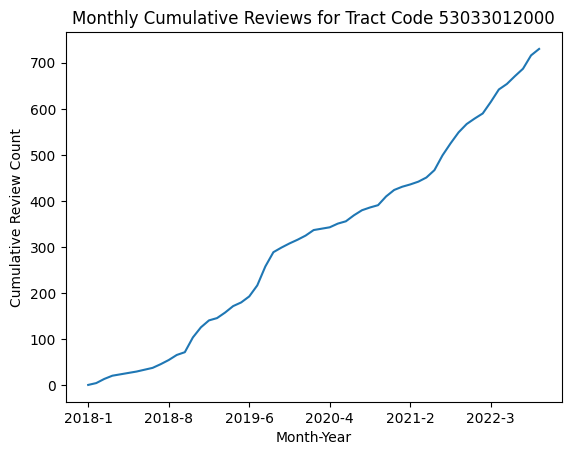 Monthly Cumulative Reviews for Tract Code 53033012000
Cumulative Review Count
700
600
500
400
300
200
100
0
2018-1 2018-8 2019-6 2020-4 2021-2 2022-3
Month-Year